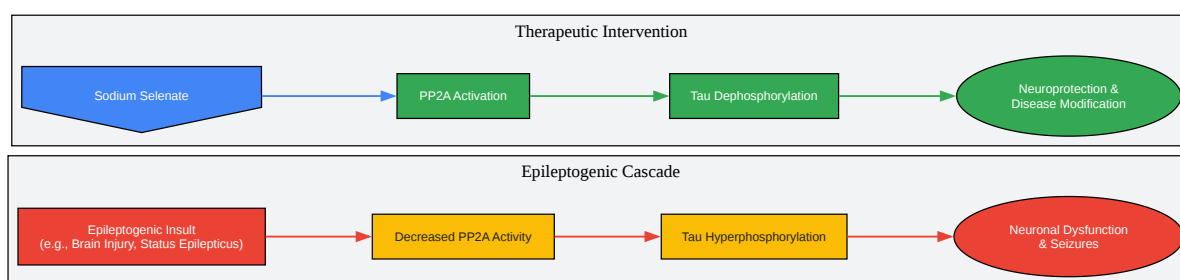 Therapeutic Intervention
Sodium Selenate
PP2A Activation
Tau Dephosphorylation
Neuroprotection &
Disease Modification
Epileptogenic Cascade
Epileptogenic Insult
(e.g., Brain Injury, Status Epilepticus)
Decreased PP2A Activity
Tau Hyperphosphorylation
Neuronal Dysfunction
& Seizures